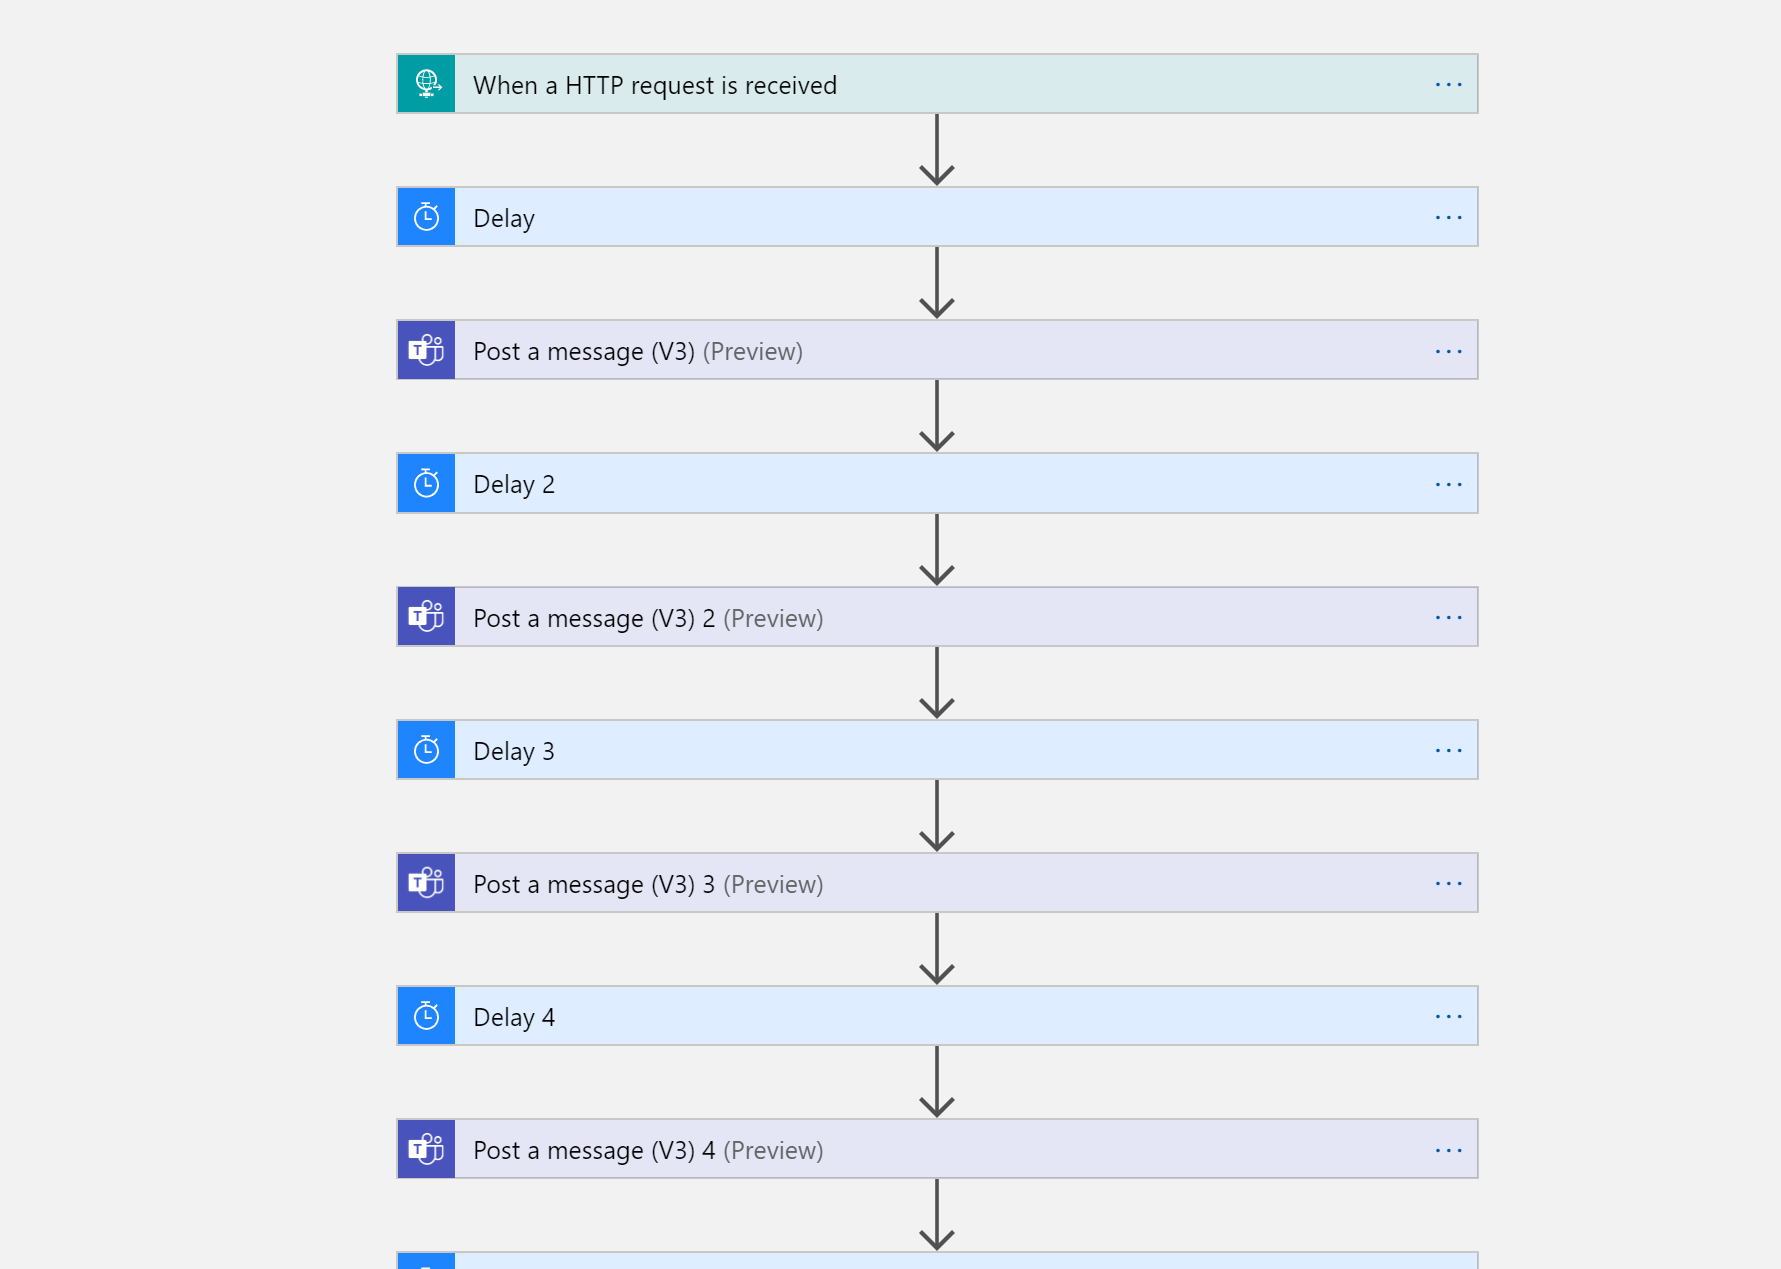 When a HTTP request is received
Delay
Post a message (V3) (Preview)
Delay 2
Post a message (V3) 2 (Preview)
Delay 3
Post a message (V3) 3 (Preview)
Delay 4
Post a message (V3) 4 (Preview)